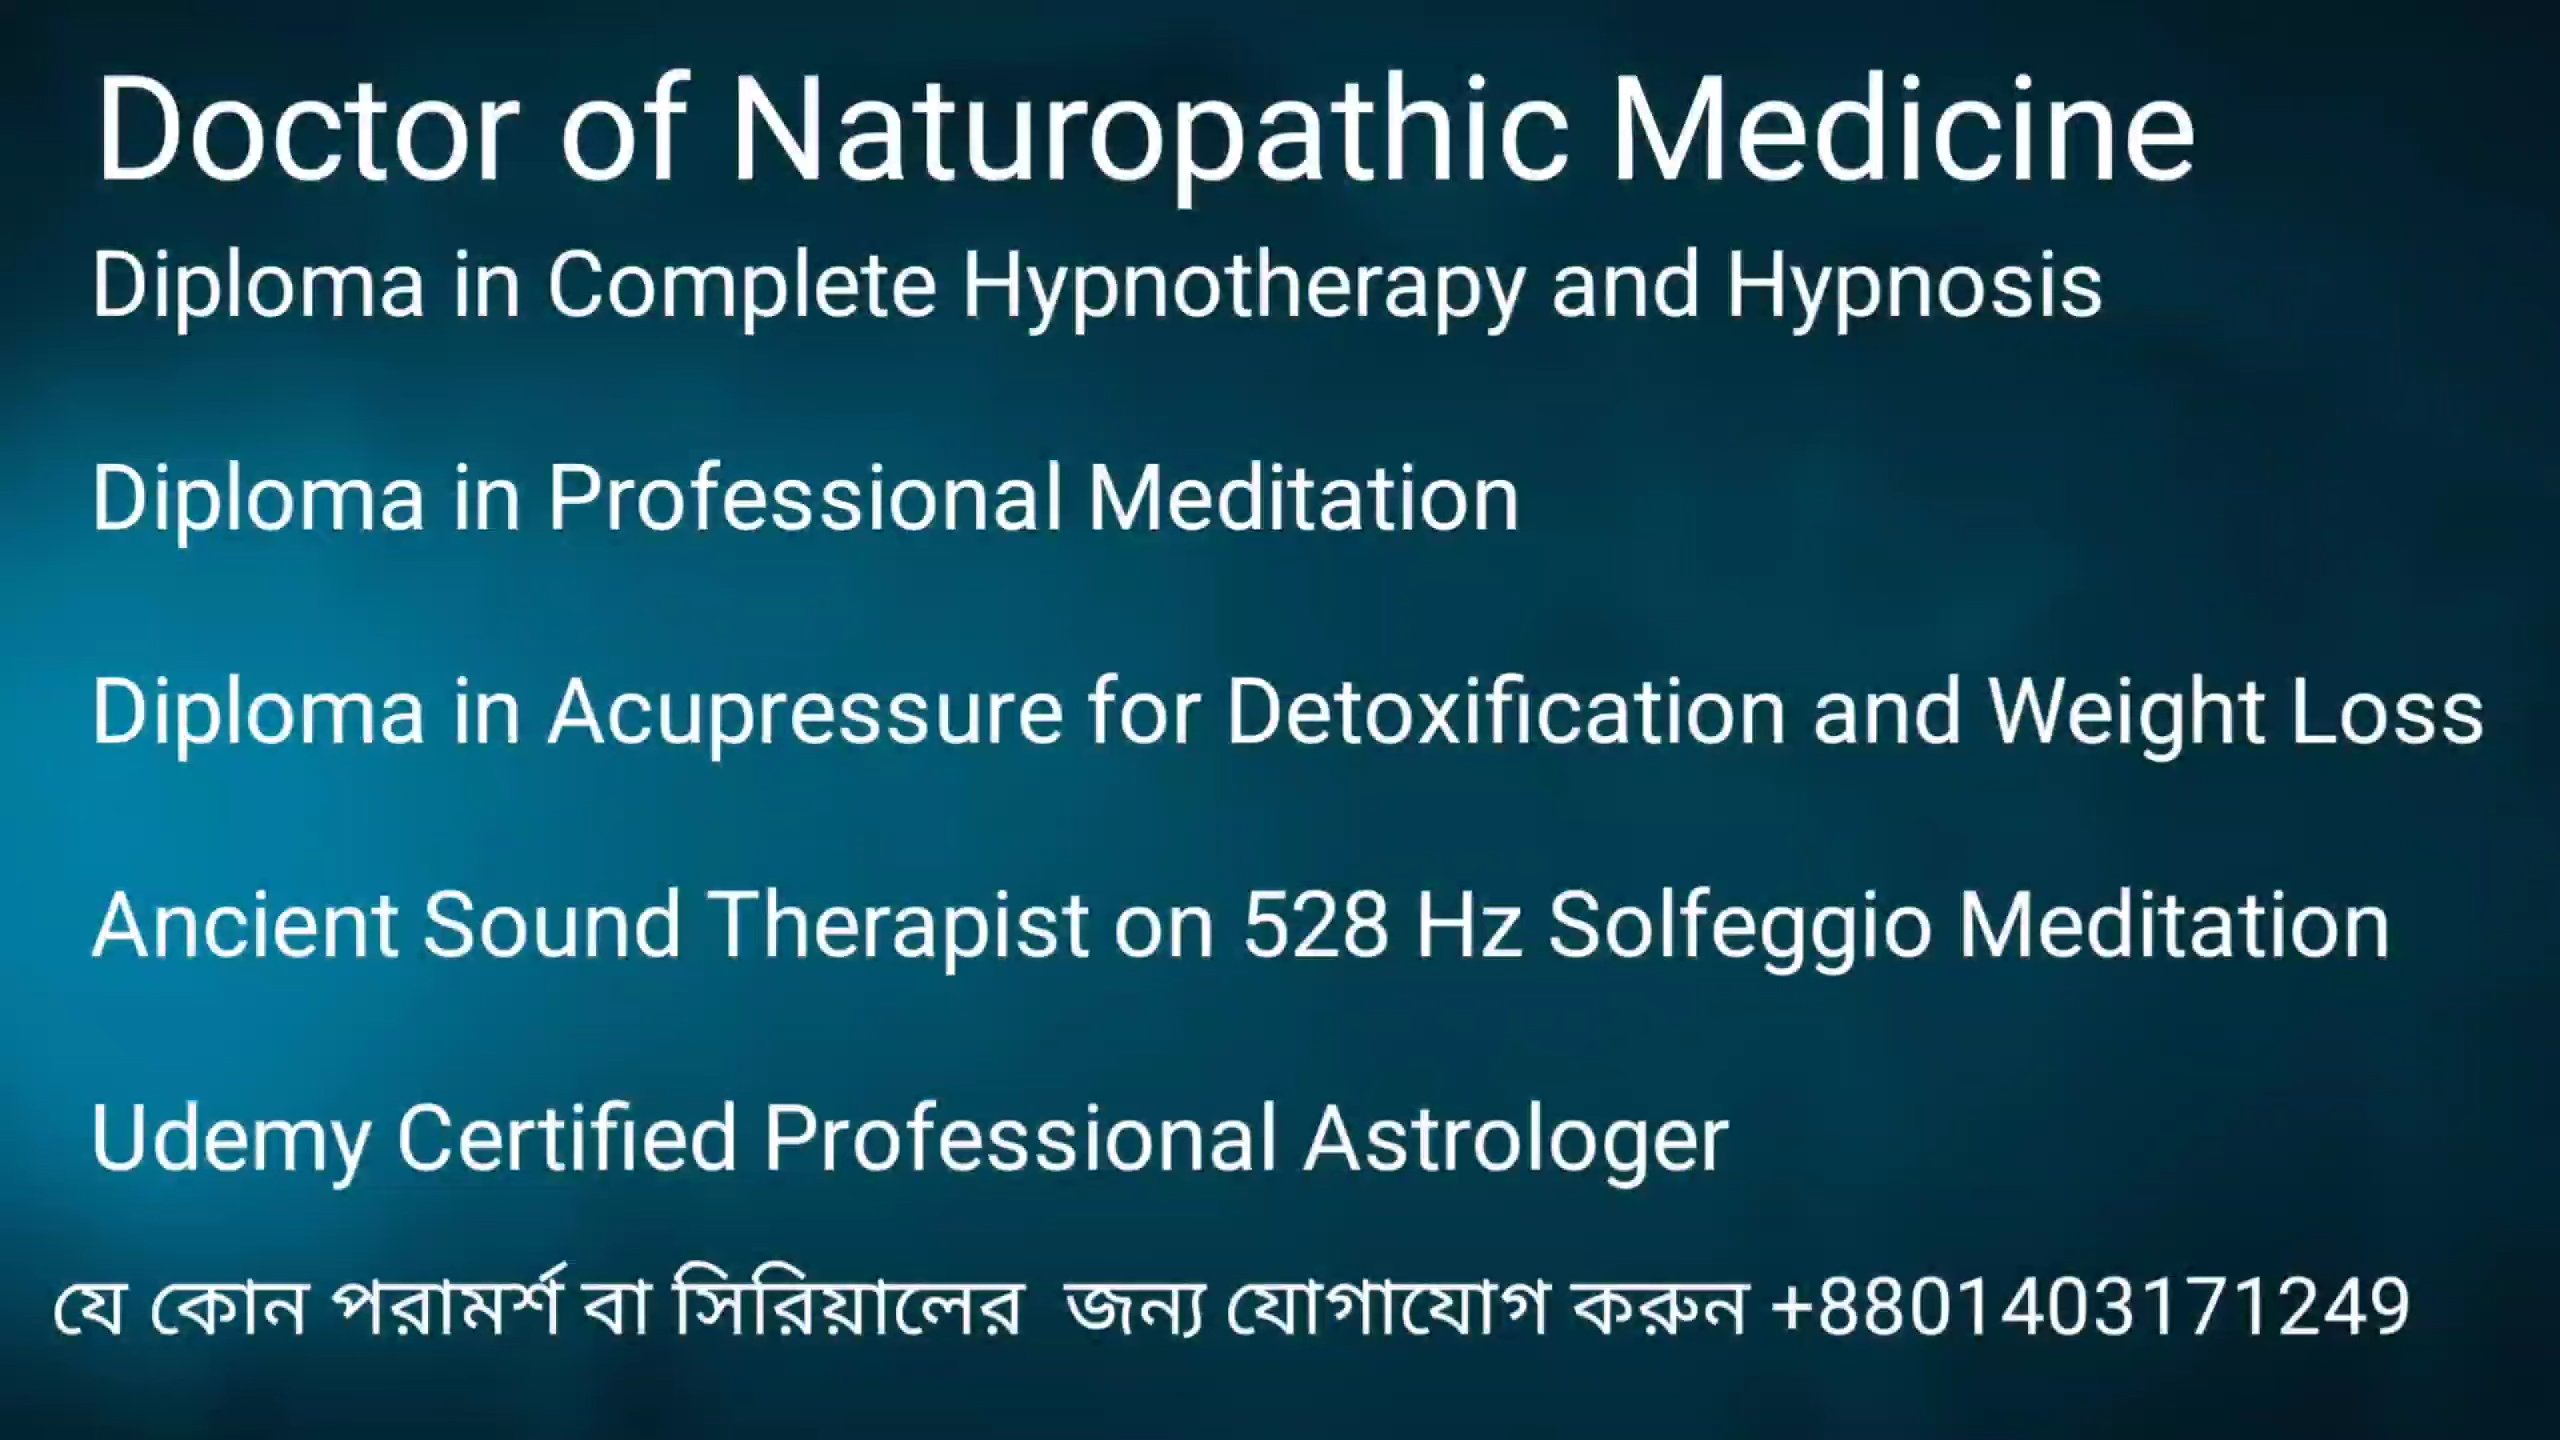 Doctor of Naturopathic Medicine
Diploma in Complete Hypnotherapy and Hypnosis
Diploma in Professional Meditation
Diploma in Acupressure for Detoxification and Weight Loss
Ancient Sound Therapist on 528 Hz Solfeggio Meditation
Udemy Certified Professional Astrologer
যে কোন পরামর্শ বা সিরিয়ালের জন্য যোগাযোগ করুন +8801403171249